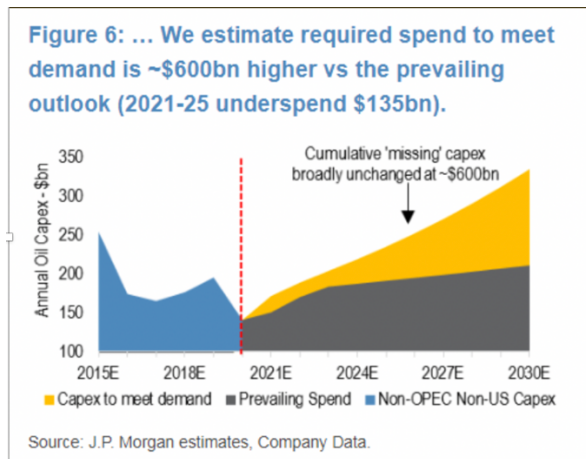 Figure 6: ... We estimate required spend to meet
demand is ~$600bn higher vs the prevailing
outlook (2021-25 underspend $135bn).
Cumulative 'missing' capex
broadly unchanged at ~$600bn
Annual Oil Capex - $bn
350
300
250
200
150
100
2015E 2018E 2021E 2024E 2027E 2030E
Capex to meet demand Prevailing Spend Non-OPEC Non-US Capex
Source: J.P. Morgan estimates, Company Data.